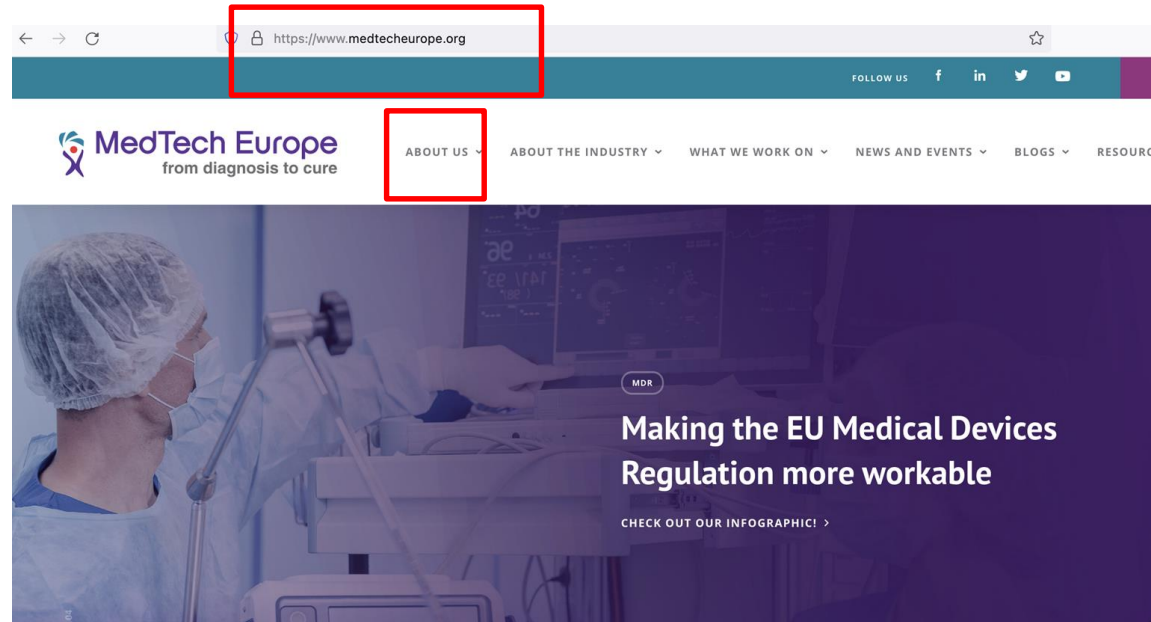 https://www.medtecheurope.org
FOLLOW US
MedTech Europe
from diagnosis to cure
ABOUT US ABOUT THE INDUSTRY WHAT WE WORK ON NEWS AND EVENTS BLOGS
MDR
Making the EU Medical Devices
Regulation more workable
CHECK OUT OUR INFOGRAPHIC! >